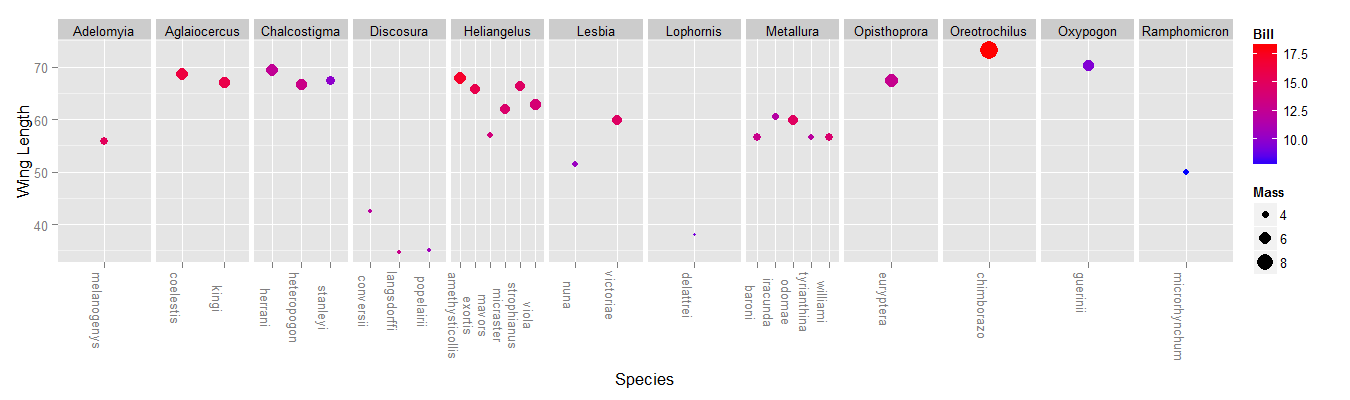 Adelomyia Aglaiocercus Chalcostigma Discosura Heliangelus Lesbia Lophornis Metallura Opisthoprora Oreotrochilus Oxypogon Ramphomicron
Wing Length
70
60
50
40
melanogenys
coelestis
kingi
herrani
heteropogon
stanleyi
conversii
langsdorffi
popelairii
amethysticollis
exortis
mavors
micraster
strophianus
viola
nuna
victoriae
delattrei
baroni
iracunda
odomae
tyrianthina
williami
euryptera
chimborazo
guerinii
microrhynchum
Species
Bill
17.5
15.0
12.5
10.0
Mass
4
6
8